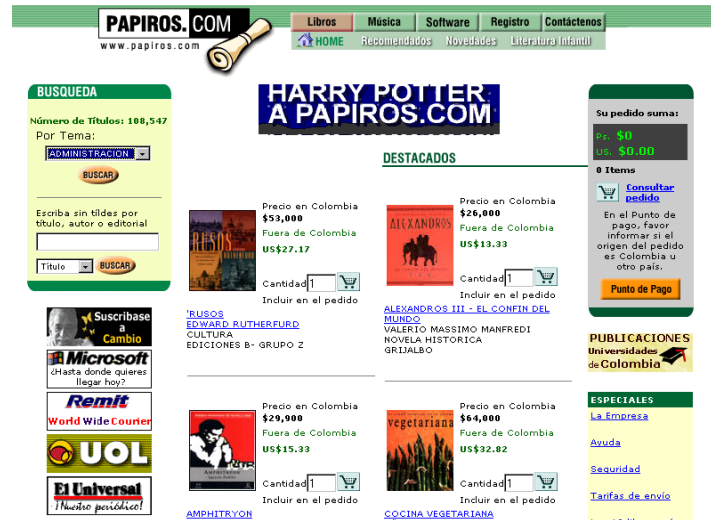 PAPIROS.COM
www.papiros.com
Libros
Música
Software
Registro
Contáctenos
HOME
Recomendados
Novedades
Literatura Infantil
BUSQUEDA
Número de Títulos: 108,547
Por Tema:
ADMINISTRACION
BUSCAR
Escriba sin tíldes por
título, autor o editorial
Título
BUSCAR
Suscribase
a
Cambio
Microsoft
¿Hasta donde quieres
llegar hoy?
Remit
World Wide Courier
UOL
El Universal
¡Nuestro periódico!
HARRY POTTER
A PAPIROS.COM
DESTACADOS
RUSOS
RUTHERFURD
Precio en Colombia
$53,000
Fuera de Colombia
US$27.17
Cantidad 1
Incluir en el pedido
'RUSOS
EDWARD RUTHERFURD
CULTURA
EDICIONES B- GRUPO Z
ALEXANDROS
Precio en Colombia
$26,000
Fuera de Colombia
US$13.33
Cantidad 1
Incluir en el pedido
ALEXANDROS III - EL CONFIN DEL
MUNDO
VALERIO MASSIMO MANFREDI
NOVELA HISTORICA
GRIJALBO
Precio en Colombia
$29,900
Fuera de Colombia
US$15.33
Cantidad 1
Incluir en el pedido
AMPHITRYON
vegetariana
Precio en Colombia
$64,000
Fuera de Colombia
US$32.82
Cantidad 1
Incluir en el pedido
COCINA VEGETARIANA
Su pedido suma:
Ps. $0
US. $0.00
0 Items
Consultar
pedido
En el Punto de
pago, favor
informar si el
origen del pedido
es Colombia u
otro país.
Punto de Pago
PUBLICACIONES
Universidades
de Colombia
ESPECIALES
La Empresa
Ayuda
Seguridad
Tarifas de envío